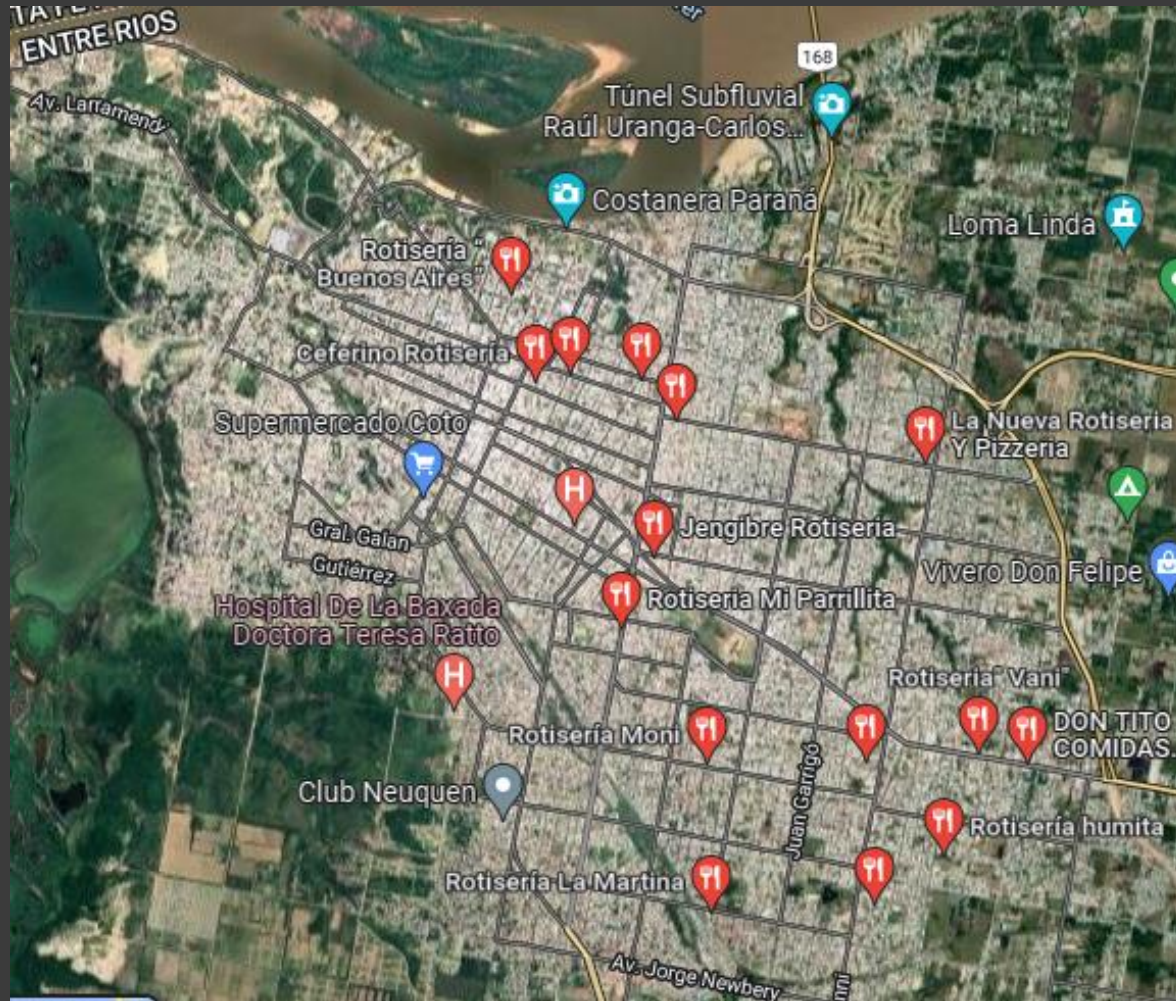 ENTRE RIOS
Av. Larramendy
168
Túnel Subfluvial
Raúl Uranga-Carlos...
Costanera Paraná
Loma Linda
Rotisería "
Buenos Aires"
Ceferino Rotisería
Supermercado Coto
La Nueva Rotiseria
Y Pizzeria
H
Jengibre Rotiseria
Gral. Galan
Gutiérrez
Vivero Don Felipe
Rotiseria Mi Parrillita
Hospital De La Baxada
Doctora Teresa Ratto
H
Rotiseria" Vani"
Rotisería Moni
DON TITO
COMIDAS
Juan Garrigó
Club Neuquen
Rotisería humita
Rotisería La Martina
Av. Jorge Newbery